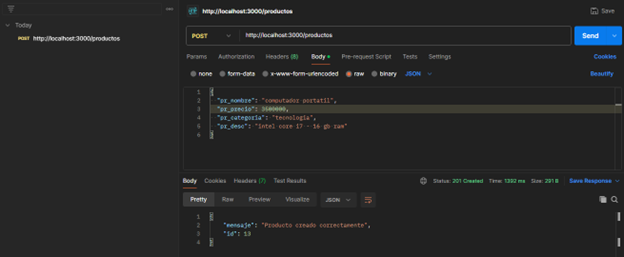 http://localhost:3000/productos
Save
Today
POST http://localhost:3000/productos
POST http://localhost:3000/productos Send
Params Authorization Headers (8) Body Pre-request Script Tests Settings Cookies
none form-data x-www-form-urlencoded raw binary JSON Beautify
1 {
2 "pr_nombre": "computador portatil",
3 "pr_precio": 3500000,
4 "pr_categoria": "tecnologia",
5 "pr_desc": "intel core i7 - 16 gb ram"
6 }
Body Cookies Headers (7) Test Results Status: 201 Created Time: 1392 ms Size: 291 B Save Response
Pretty Raw Preview Visualize JSON
1 {
2 "mensaje": "Producto creado correctamente",
3 "id": 13
4 }